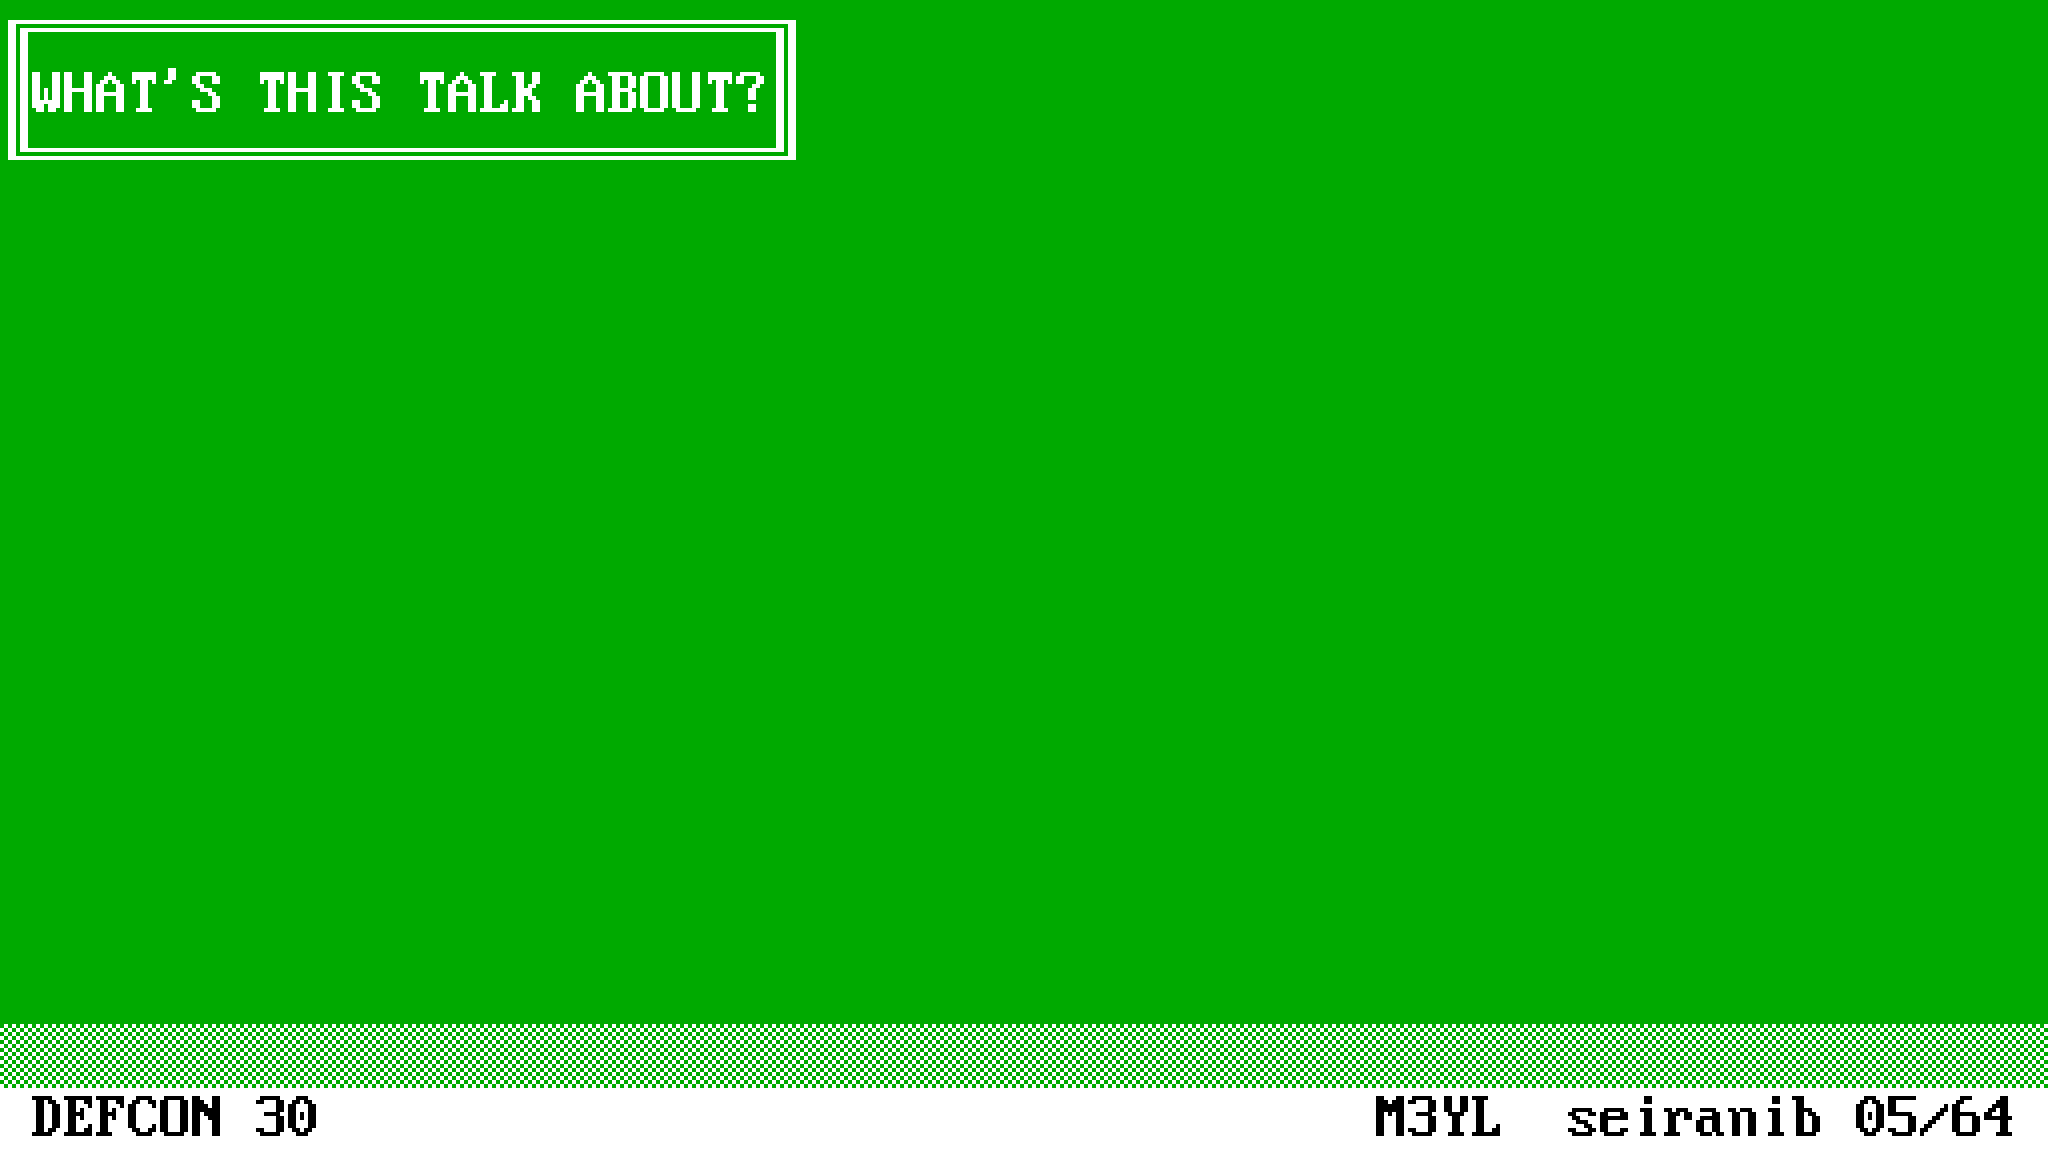 WHAT'S THIS TALK ABOUT?
DEFCON 30 M3YL seiranib 05/64